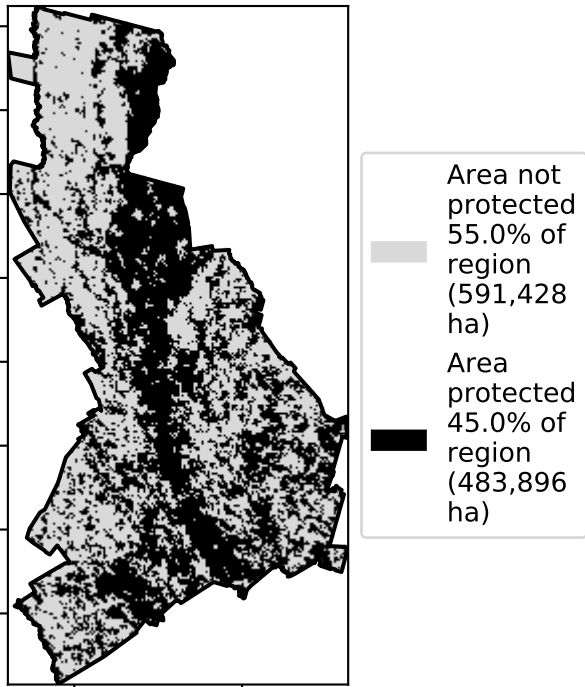 Area not
protected
55.0% of
region
(591,428
ha)
Area
protected
45.0% of
region
(483,896
ha)